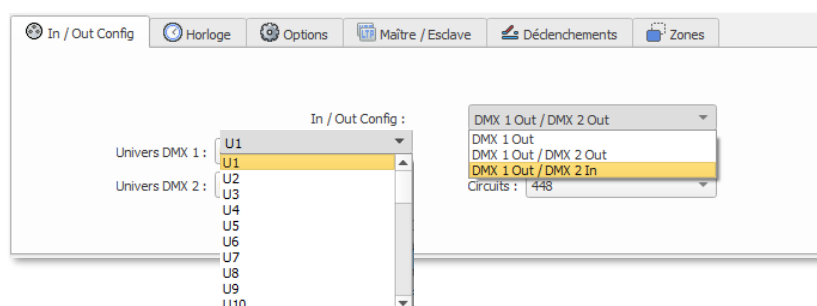 In / Out Config Horloge Options LTP Maître / Esclave Déclenchements Zones
In / Out Config : DMX 1 Out / DMX 2 Out
Univers DMX 1 : U1
DMX 1 Out
U1
DMX 1 Out / DMX 2 Out
DMX 1 Out / DMX 2 In
Univers DMX 2 : U2 Circuits : 448
U3
U4
U5
U6
U7
U8
U9
U10